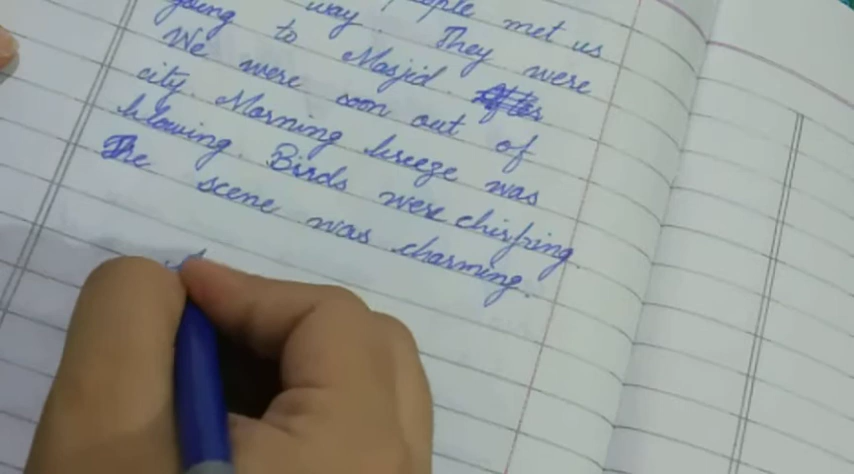 people met us
going way. They were
We to Masjid.
were soon out of
city. Morning breeze was
blowing. Birds were chirping.
The scene was charming.